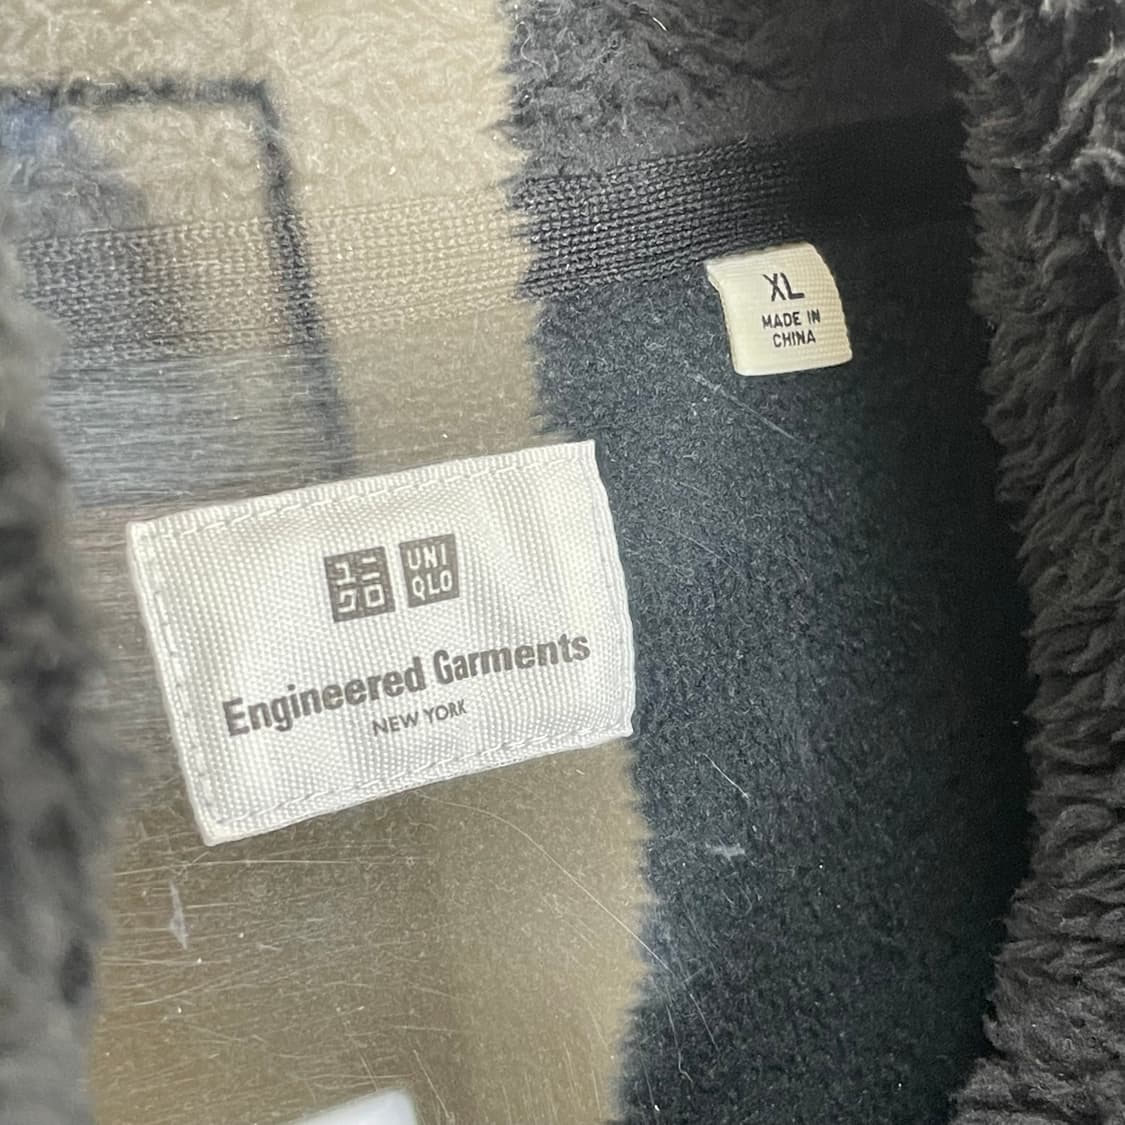 XL
MADE IN
CHINA
ユニ UNI
クロ QLO
Engineered Garments
NEW YORK